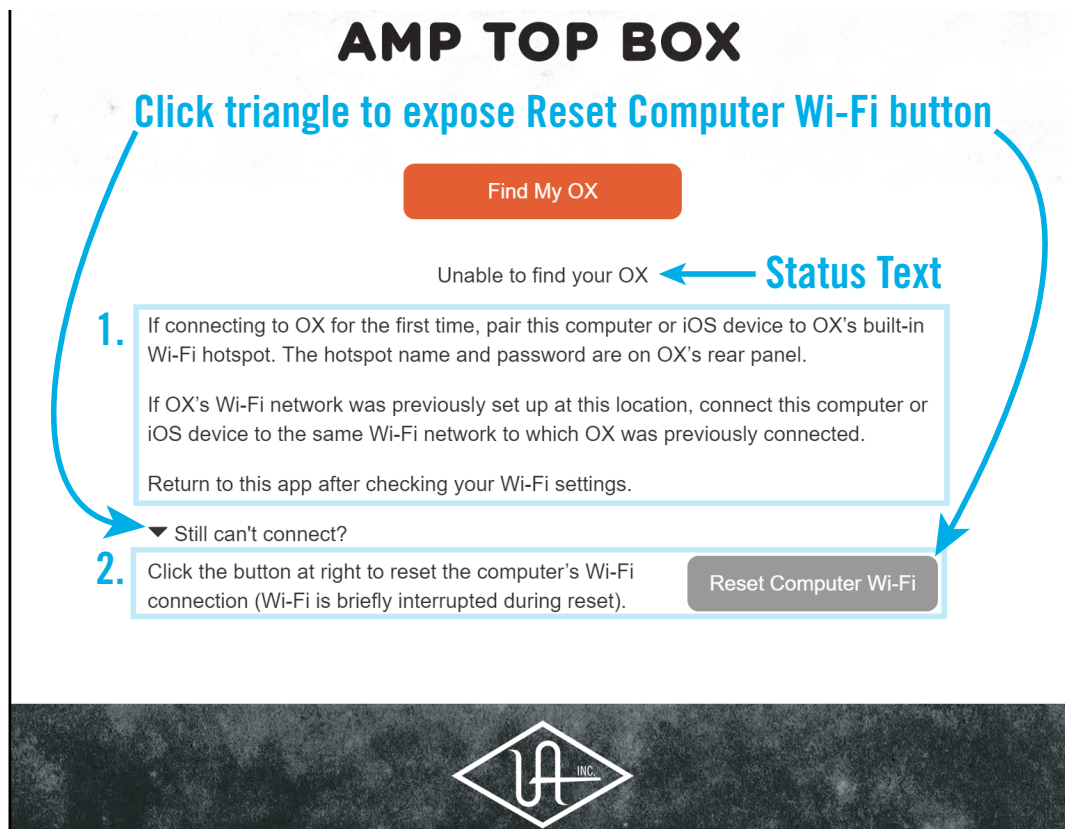 AMP TOP BOX
Click triangle to expose Reset Computer Wi-Fi button
Find My OX
Unable to find your OX
Status Text
1.
If connecting to OX for the first time, pair this computer or iOS device to OX’s built-in
Wi-Fi hotspot. The hotspot name and password are on OX’s rear panel.
If OX’s Wi-Fi network was previously set up at this location, connect this computer or
iOS device to the same Wi-Fi network to which OX was previously connected.
Return to this app after checking your Wi-Fi settings.
Still can't connect?
2.
Click the button at right to reset the computer’s Wi-Fi
connection (Wi-Fi is briefly interrupted during reset).
Reset Computer Wi-Fi
UA INC.